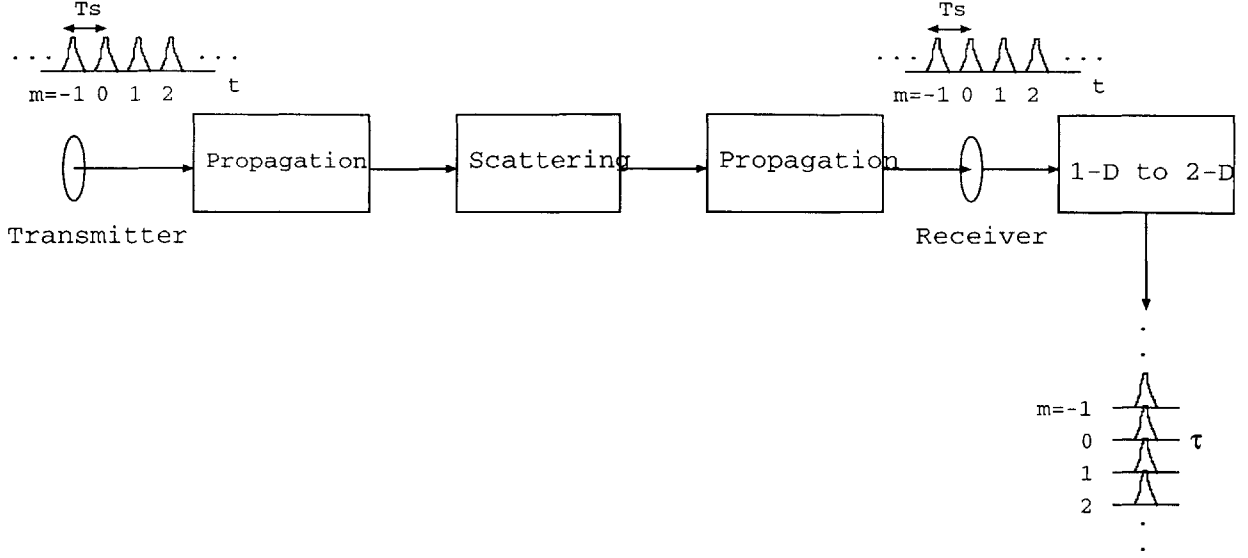 Ts
Ts
. . . . . .
. . . . . .
m=-1 0 1 2 t
m=-1 0 1 2 t
Propagation
Scattering
Propagation
1-D to 2-D
Transmitter
Receiver
m=-1
0 τ
1
2